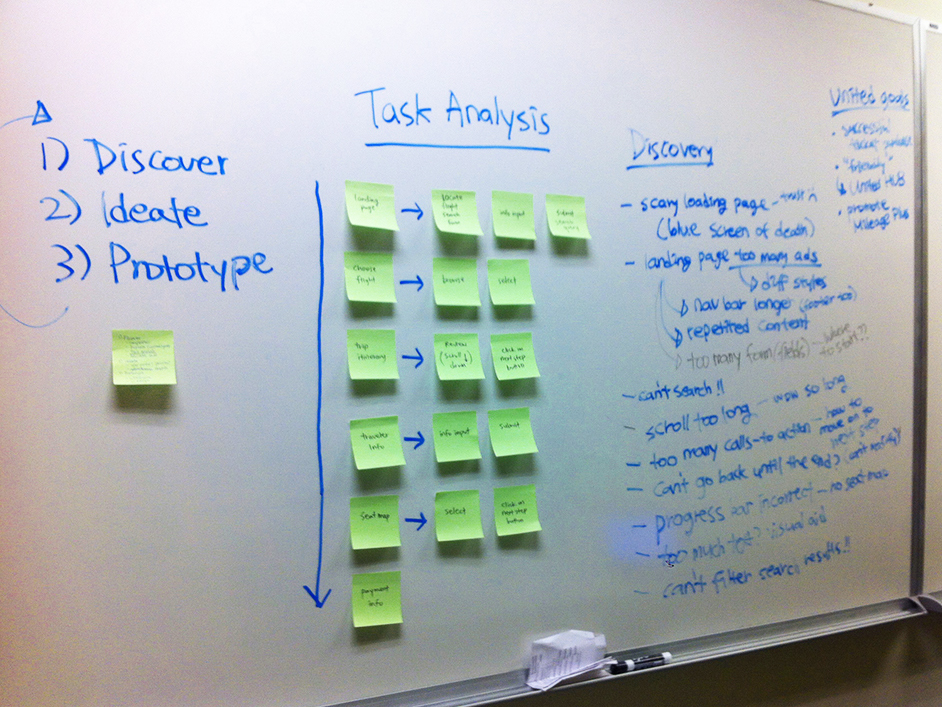 1) Discover
2) Ideate
3) Prototype
Task Analysis
landing
page
locate
flight
search
form
info input
submit
search
query
choose
flight
browse
select
trip
itinerary
Review
(scroll ↓
down)
click on
next step
button
traveler
info
info input
submit
seat map
select
click on
next step
button
payment
info
Discovery
- scary loading page - trust
(blue screen of death)
- landing page too many ads
diff styles
nav bar longer (footer too)
repetited content
too many form (fields) - where
to start??
- can't search!!
- scroll too long - wow so long
- too many calls-to action - how to
move on to
next step
- can't go back until the end?
- progress bar incorrect - no seat map
- too much text? visual aid
- can't filter search results!!
United goals
• successful
ticket purchase
• "friendly"
United HUB
• promote
Mileage Plus